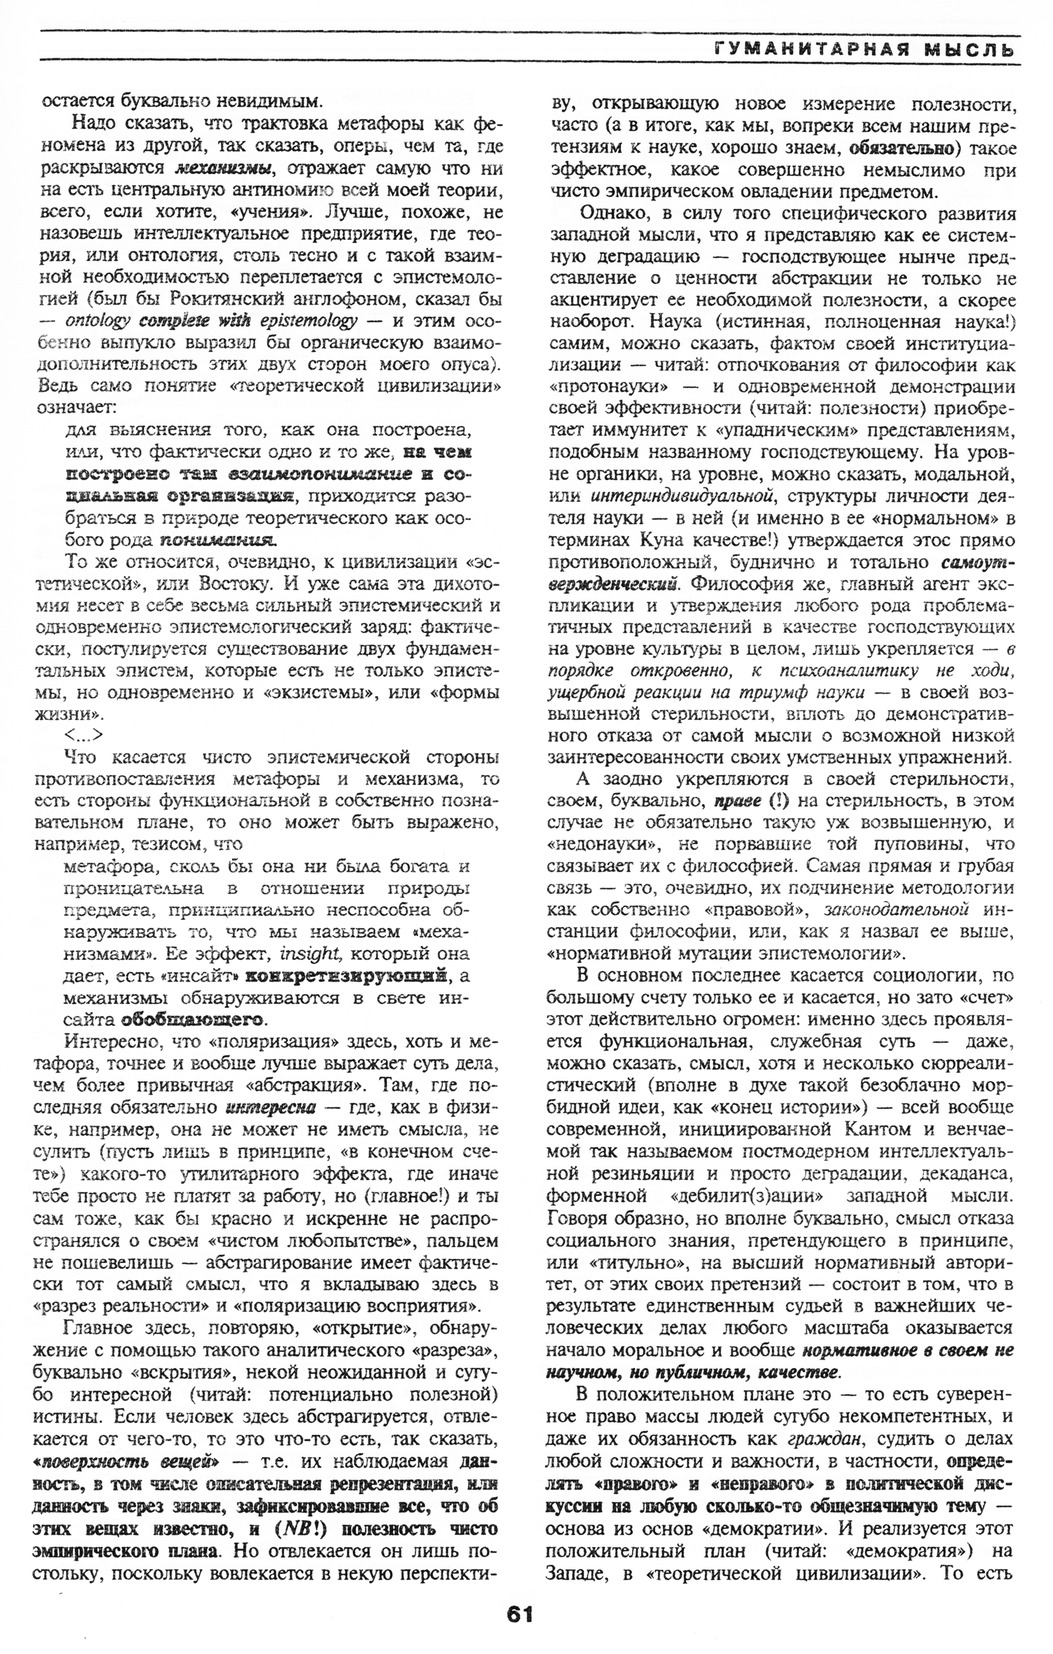 ГУМАНИТАРНАЯ МЫСЛЬ
остается буквально невидимым.
Надо сказать, что трактовка метафоры как фе-
номена из другой, так сказать, оперы, чем та, где
раскрываются механизмы, отражает самую что ни
на есть центральную антиномию всей моей теории,
всего, если хотите, «учения». Лучше, похоже, не
назовешь интеллектуальное предприятие, где тео-
рия, или онтология, столь тесно и с такой взаим-
ной необходимостью переплетается с эпистемоло-
гией (был бы Рокитянский англофоном, сказал бы
— ontology complete with epistemology — и этим осо-
бенно выпукло выразил бы органическую взаимо-
дополнительность этих двух сторон моего опуса).
Ведь само понятие «теоретической цивилизации»
означает:
для выяснения того, как она построена,
или, что фактически одно и то же, на чем
построено там взаимопонимание и со-
циальная организация, приходится разо-
браться в природе теоретического как осо-
бого рода понимания.
То же относится, очевидно, к цивилизации «эс-
тетической», или Востоку. И уже сама эта дихото-
мия несет в себе весьма сильный эпистемический и
одновременно эпистемологический заряд: фактиче-
ски, постулируется существование двух фундамен-
тальных эпистем, которые есть не только эписте-
мы, но одновременно и «экзистемы», или «формы
жизни».
<...>
Что касается чисто эпистемической стороны
противопоставления метафоры и механизма, то
есть стороны функциональной в собственно позна-
вательном плане, то оно может быть выражено,
например, тезисом, что
метафора, сколь бы она ни была богата и
проницательна в отношении природы
предмета, принципиально неспособна об-
наруживать то, что мы называем «меха-
низмами». Ее эффект, insight, который она
дает, есть «инсайт» конкретизирующий, а
механизмы обнаруживаются в свете ин-
сайта обобщающего.
Интересно, что «поляризация» здесь, хоть и ме-
тафора, точнее и вообще лучше выражает суть дела,
чем более привычная «абстракция». Там, где по-
следняя обязательно интересна — где, как в физи-
ке, например, она не может не иметь смысла, не
сулить (пусть лишь в принципе, «в конечном сче-
те») какого-то утилитарного эффекта, где иначе
тебе просто не платят за работу, но (главное!) и ты
сам тоже, как бы красно и искренне не распро-
странялся о своем «чистом любопытстве», пальцем
не пошевелишь — абстрагирование имеет фактиче-
ски тот самый смысл, что я вкладываю здесь в
«разрез реальности» и «поляризацию восприятия».
Главное здесь, повторяю, «открытие», обнару-
жение с помощью такого аналитического «разреза»,
буквально «вскрытия», некой неожиданной и сугу-
бо интересной (читай: потенциально полезной)
истины. Если человек здесь абстрагируется, отвле-
кается от чего-то, то это что-то есть, так сказать,
«поверхность вещей» — т.е. их наблюдаемая дан-
ность, в том числе описательная репрезентация, или
данность через знаки, зафиксировавшие все, что об
этих вещах известно, и (NB!) полезность чисто
эмпирического плана. Но отвлекается он лишь по-
стольку, поскольку вовлекается в некую перспекти-
ву, открывающую новое измерение полезности,
часто (а в итоге, как мы, вопреки всем нашим пре-
тензиям к науке, хорошо знаем, обязательно) такое
эффектное, какое совершенно немыслимо при
чисто эмпирическом овладении предметом.
Однако, в силу того специфического развития
западной мысли, что я представляю как ее систем-
ную деградацию — господствующее нынче пред-
ставление о ценности абстракции не только не
акцентирует ее необходимой полезности, а скорее
наоборот. Наука (истинная, полноценная наука!)
самим, можно сказать, фактом своей институциа-
лизации — читай: отпочкования от философии как
«протонауки» — и одновременной демонстрации
своей эффективности (читай: полезности) приобре-
тает иммунитет к «упадническим» представлениям,
подобным названному господствующему. На уров-
не органики, на уровне, можно сказать, модальной,
или интериндивидуальной, структуры личности дея-
теля науки — в ней (и именно в ее «нормальном» в
терминах Куна качестве!) утверждается этос прямо
противоположный, буднично и тотально самоут-
вержденческий. Философия же, главный агент экс-
пликации и утверждения любого рода проблема-
тичных представлений в качестве господствующих
на уровне культуры в целом, лишь укрепляется — в
порядке откровенно, к психоаналитику не ходи,
ущербной реакции на триумф науки — в своей воз-
вышенной стерильности, вплоть до демонстратив-
ного отказа от самой мысли о возможной низкой
заинтересованности своих умственных упражнений.
А заодно укрепляются в своей стерильности,
своем, буквально, праве (!) на стерильность, в этом
случае не обязательно такую уж возвышенную, и
«недонауки», не порвавшие той пуповины, что
связывает их с философией. Самая прямая и грубая
связь — это, очевидно, их подчинение методологии
как собственно «правовой», законодательной ин-
станции философии, или, как я назвал ее выше,
«нормативной мутации эпистемологии».
В основном последнее касается социологии, по
большому счету только ее и касается, но зато «счет»
этот действительно огромен: именно здесь проявля-
ется функциональная, служебная суть — даже,
можно сказать, смысл, хотя и несколько сюрреали-
стический (вполне в духе такой безоблачно мор-
бидной идеи, как «конец истории») — всей вообще
современной, инициированной Кантом и венчае-
мой так называемом постмодерном интеллектуаль-
ной резиньяции и просто деградации, декаданса,
форменной «дебилит(з)ации» западной мысли.
Говоря образно, но вполне буквально, смысл отказа
социального знания, претендующего в принципе,
или «титульно», на высший нормативный автори-
тет, от этих своих претензий — состоит в том, что в
результате единственным судьей в важнейших че-
ловеческих делах любого масштаба оказывается
начало моральное и вообще нормативное в своем не
научном, но публичном, качестве.
В положительном плане это — то есть суверен-
ное право массы людей сугубо некомпетентных, и
даже их обязанность как граждан, судить о делах
любой сложности и важности, в частности, опреде-
лять «правого» и «неправого» в политической дис-
куссии на любую сколько-то общезначимую тему —
основа из основ «демократии». И реализуется этот
положительный план (читай: «демократия») на
Западе, в «теоретической цивилизации». То есть
61